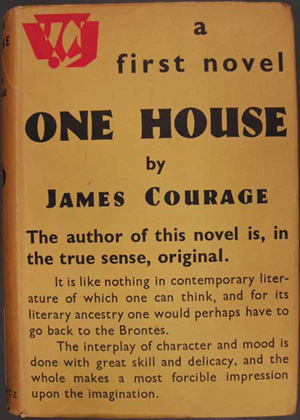 a
first novel
ONE HOUSE
by
JAMES COURAGE
The author of this novel is, in
the true sense, original.
It is like nothing in contemporary liter-
ature of which one can think, and for its
literary ancestry one would perhaps have to
go back to the Brontës.
The interplay of character and mood is
done with great skill and delicacy, and the
whole makes a most forcible impression
upon the imagination.